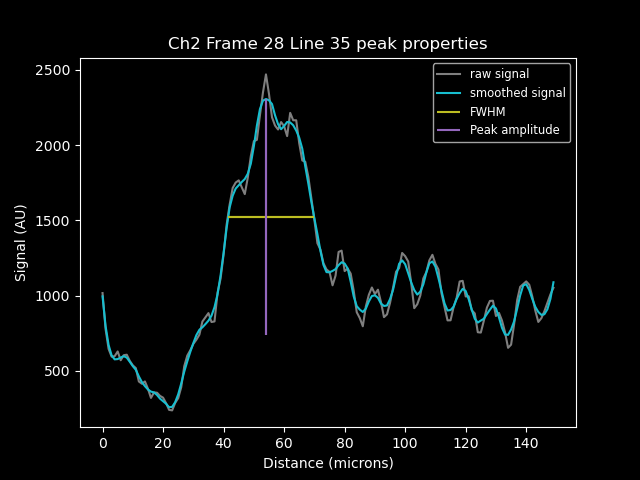 Ch2 Frame 28 Line 35 peak properties
raw signal
smoothed signal
FWHM
Peak amplitude
2500
2000
1500
1000
500
Signal (AU)
0 20 40 60 80 100 120 140
Distance (microns)